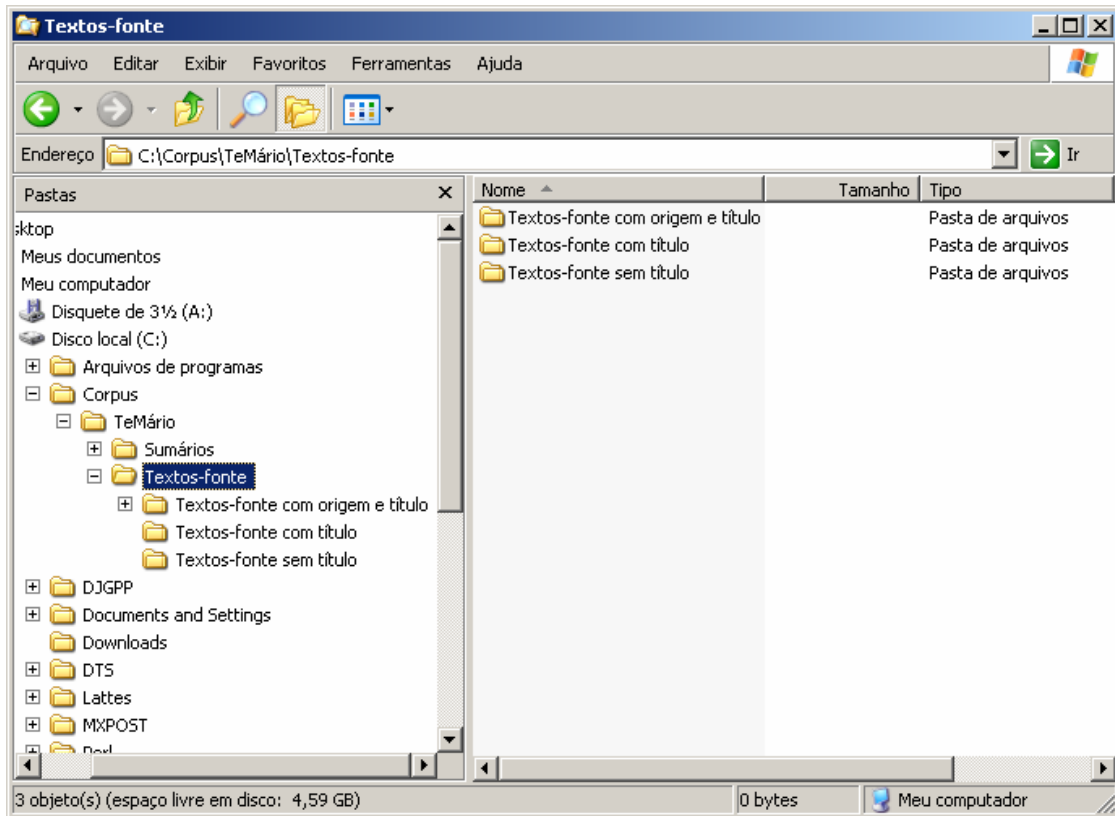 Textos-fonte
Arquivo Editar Exibir Favoritos Ferramentas Ajuda
Endereço C:\Corpus\TeMário\Textos-fonte Ir
Pastas
sktop
Meus documentos
Meu computador
Disquete de 3½ (A:)
Disco local (C:)
Arquivos de programas
Corpus
TeMário
Sumários
Textos-fonte
Textos-fonte com origem e título
Textos-fonte com título
Textos-fonte sem título
DJGPP
Documents and Settings
Downloads
DTS
Lattes
MXPOST
Perl
Nome Tamanho Tipo
Textos-fonte com origem e título Pasta de arquivos
Textos-fonte com título Pasta de arquivos
Textos-fonte sem título Pasta de arquivos
3 objeto(s) (espaço livre em disco: 4,59 GB) 0 bytes Meu computador